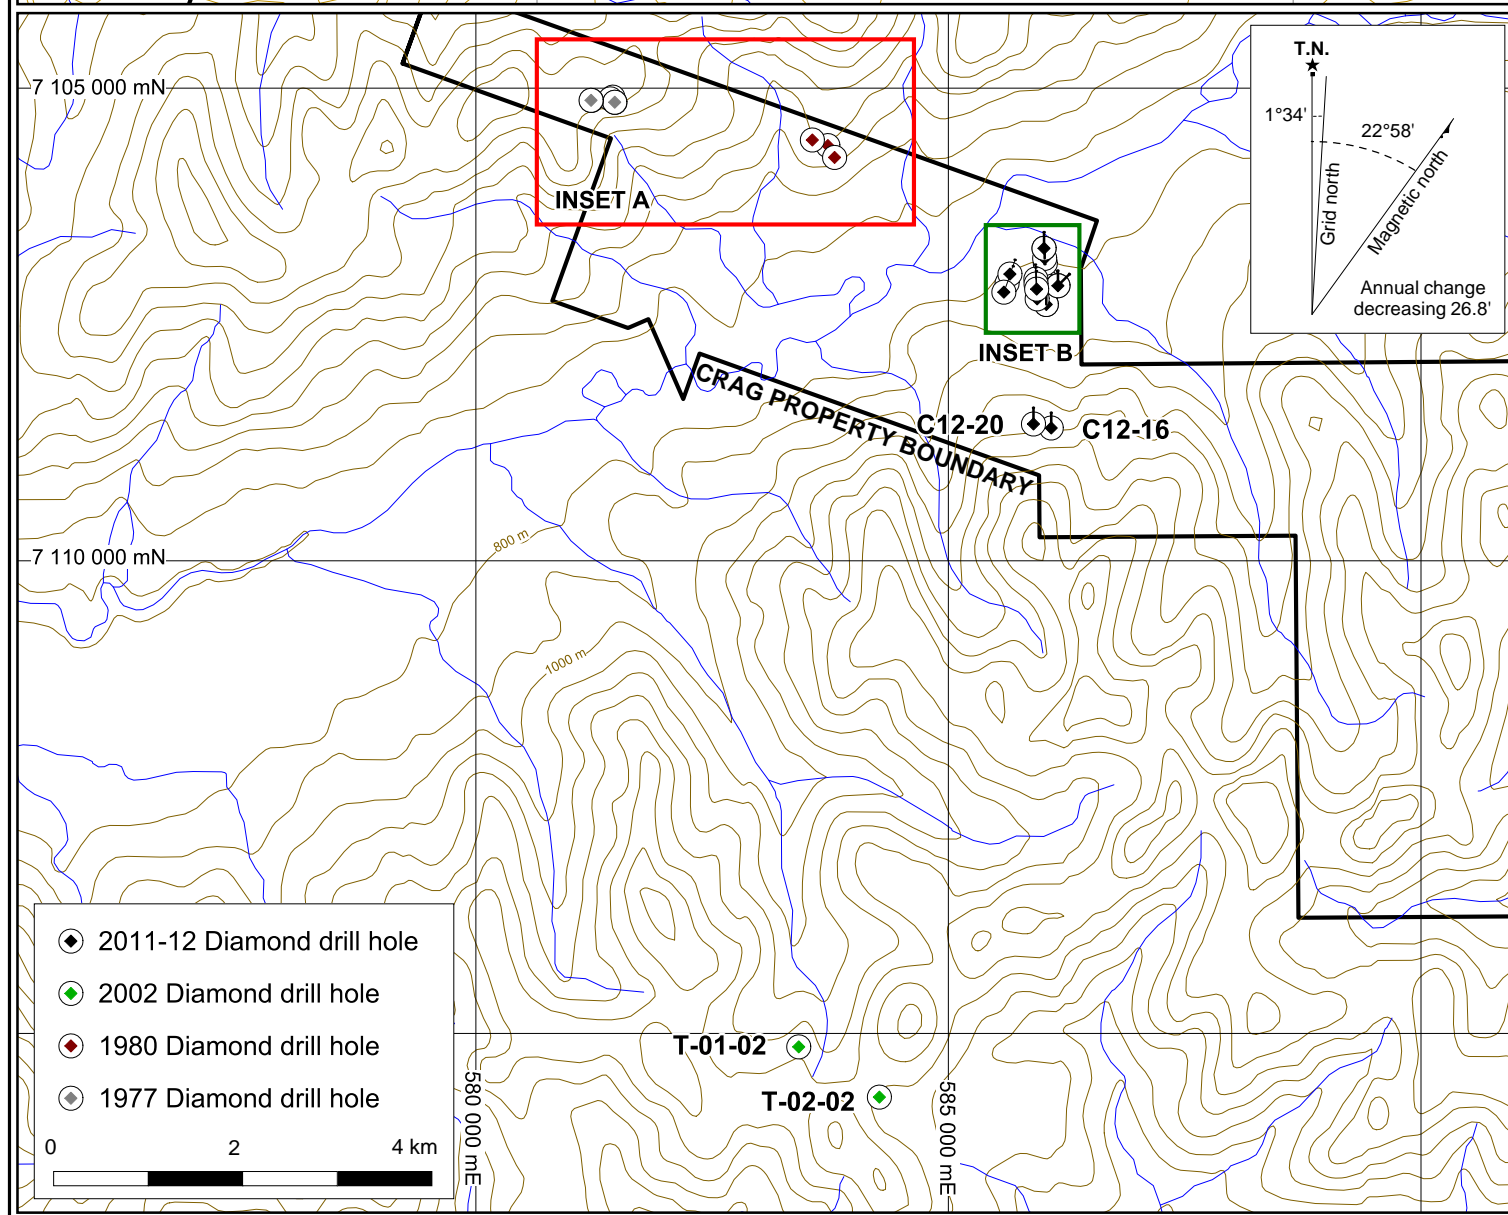 7 105 000 mN
INSET A
T.N.
1°34'
22°58'
Grid north
Magnetic north
Annual change
decreasing 26.8'
INSET B
CRAG PROPERTY BOUNDARY
C12-20
C12-16
7 110 000 mN
800 m
1000 m
2011-12 Diamond drill hole
2002 Diamond drill hole
1980 Diamond drill hole
1977 Diamond drill hole
0 2 4 km
T-01-02
T-02-02
580 000 mE
585 000 mE